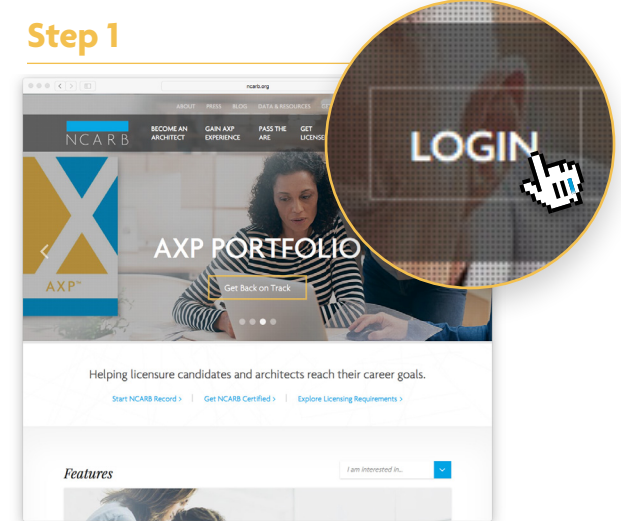 Step 1
ncarb.org
ABOUT PRESS BLOG DATA & RESOURCES
NCARB
BECOME AN ARCHITECT
GAIN AXP EXPERIENCE
PASS THE ARE
GET
LOGIN
AXP PORTFOLIO
AXP™
Get Back on Track
Helping licensure candidates and architects reach their career goals.
Start NCARB Record > | Get NCARB Certified > | Explore Licensing Requirements >
Features
I am interested in...